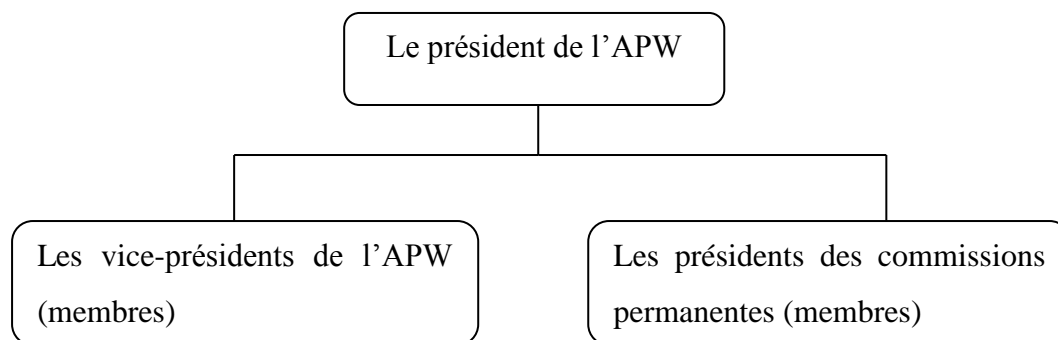 Le président de l’APW
Les vice-présidents de l’APW
(membres)
Les présidents des commissions
permanentes (membres)